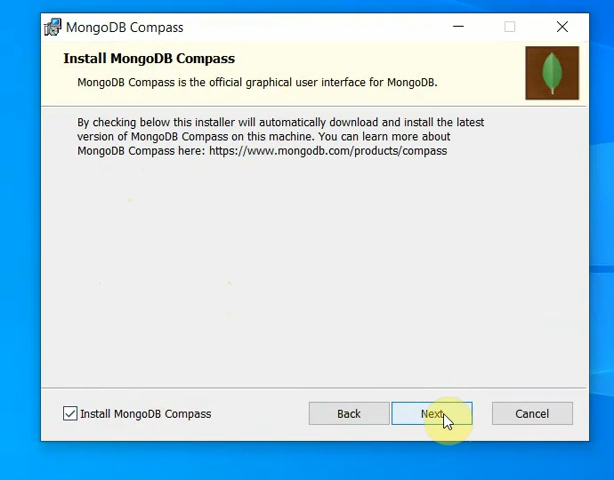 MongoDB Compass
Install MongoDB Compass
MongoDB Compass is the official graphical user interface for MongoDB.
By checking below this installer will automatically download and install the latest
version of MongoDB Compass on this machine. You can learn more about
MongoDB Compass here: https://www.mongodb.com/products/compass
Install MongoDB Compass
Back
Next
Cancel